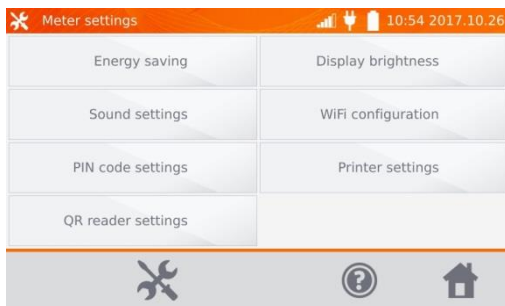 Meter settings 10:54 2017.10.26
Energy saving Display brightness
Sound settings WiFi configuration
PIN code settings Printer settings
QR reader settings